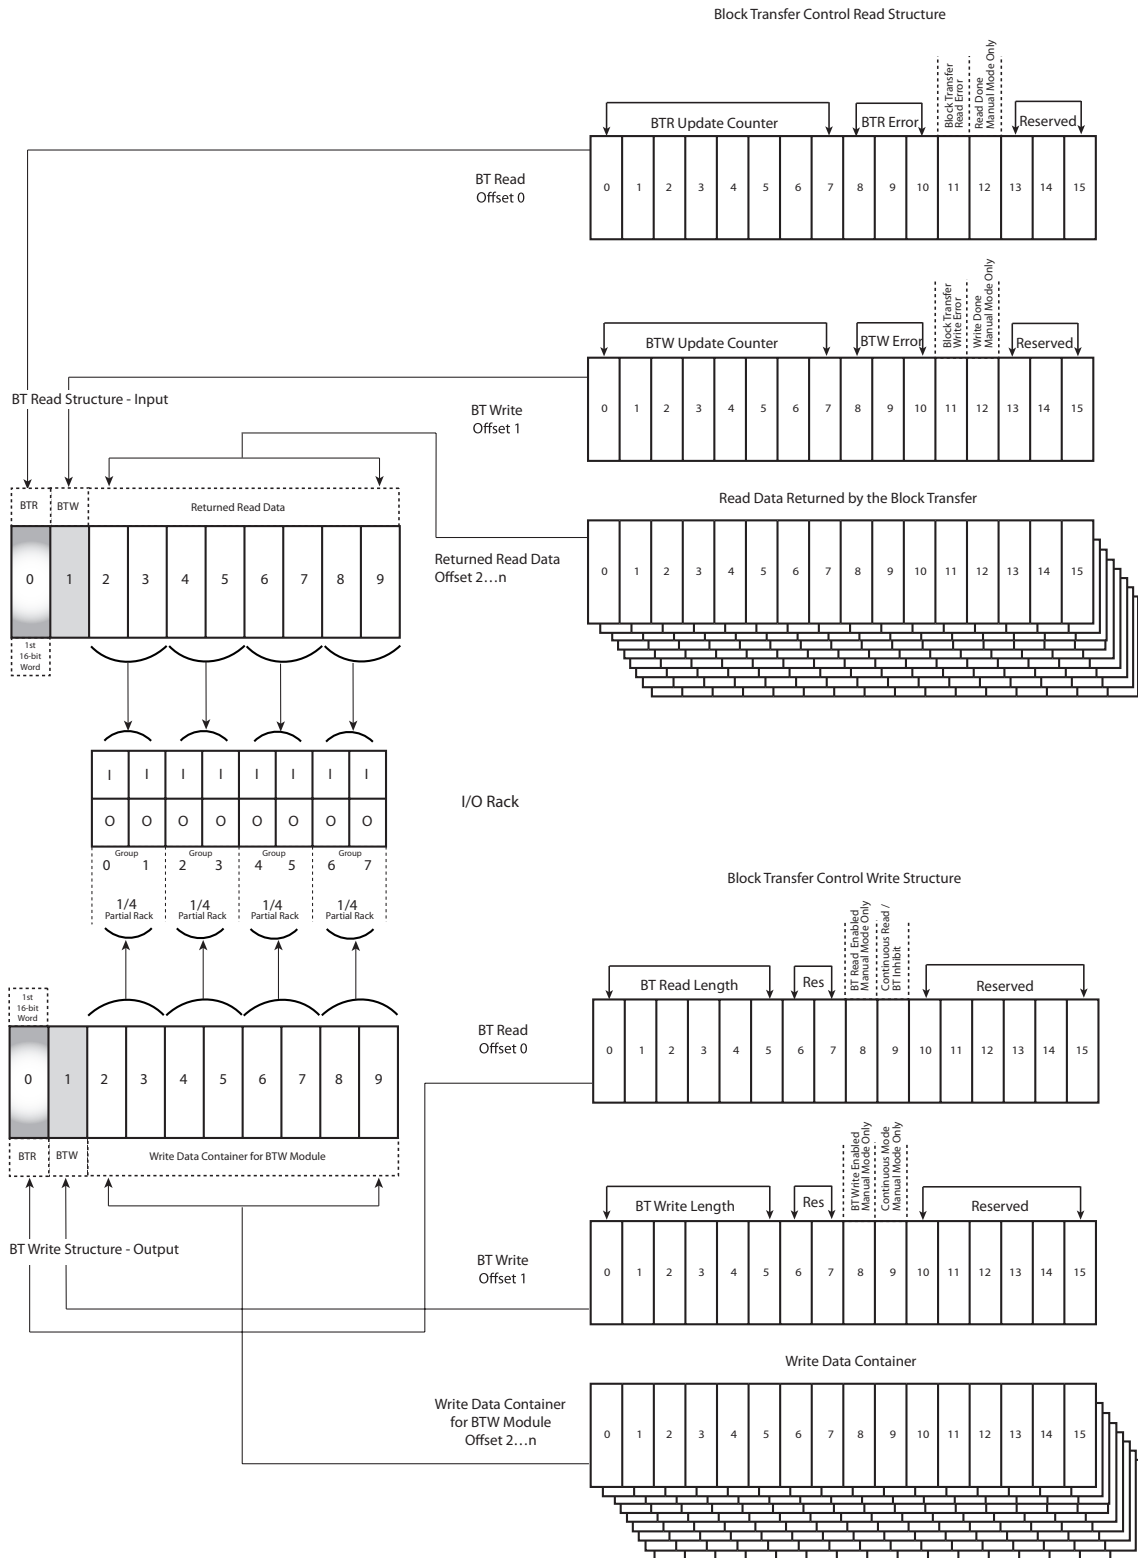 Block Transfer Control Read Structure
BTR Update Counter
BTR Error
Block Transfer
Read Error
Read Done
Manual Mode Only
Reserved
BT Read
Offset 0
0 1 2 3 4 5 6 7 8 9 10 11 12 13 14 15
BTW Update Counter
BTW Error
Block Transfer
Write Error
Write Done
Manual Mode Only
Reserved
BT Read Structure - Input
BT Write
Offset 1
0 1 2 3 4 5 6 7 8 9 10 11 12 13 14 15
BTR
BTW
Returned Read Data
Read Data Returned by the Block Transfer
0 1 2 3 4 5 6 7 8 9
Returned Read Data
Offset 2...n
0 1 2 3 4 5 6 7 8 9 10 11 12 13 14 15
1st
16-bit
Word
I I I I I I I I
O O O O O O O O
I/O Rack
Group Group Group Group
0 1 2 3 4 5 6 7
1/4 1/4 1/4 1/4
Partial Rack Partial Rack Partial Rack Partial Rack
Block Transfer Control Write Structure
BT Read Length
Res
BT Read Enabled
Manual Mode Only
Continuous Read /
BT Inhibit
Reserved
1st
16-bit
Word
BT Read
Offset 0
0 1 2 3 4 5 6 7 8 9 10 11 12 13 14 15
0 1 2 3 4 5 6 7 8 9
BTR
BTW
Write Data Container for BTW Module
BT Write Length
Res
BT Write Enabled
Manual Mode Only
Continuous Mode
Manual Mode Only
Reserved
BT Write Structure - Output
BT Write
Offset 1
0 1 2 3 4 5 6 7 8 9 10 11 12 13 14 15
Write Data Container
Write Data Container
for BTW Module
Offset 2...n
0 1 2 3 4 5 6 7 8 9 10 11 12 13 14 15